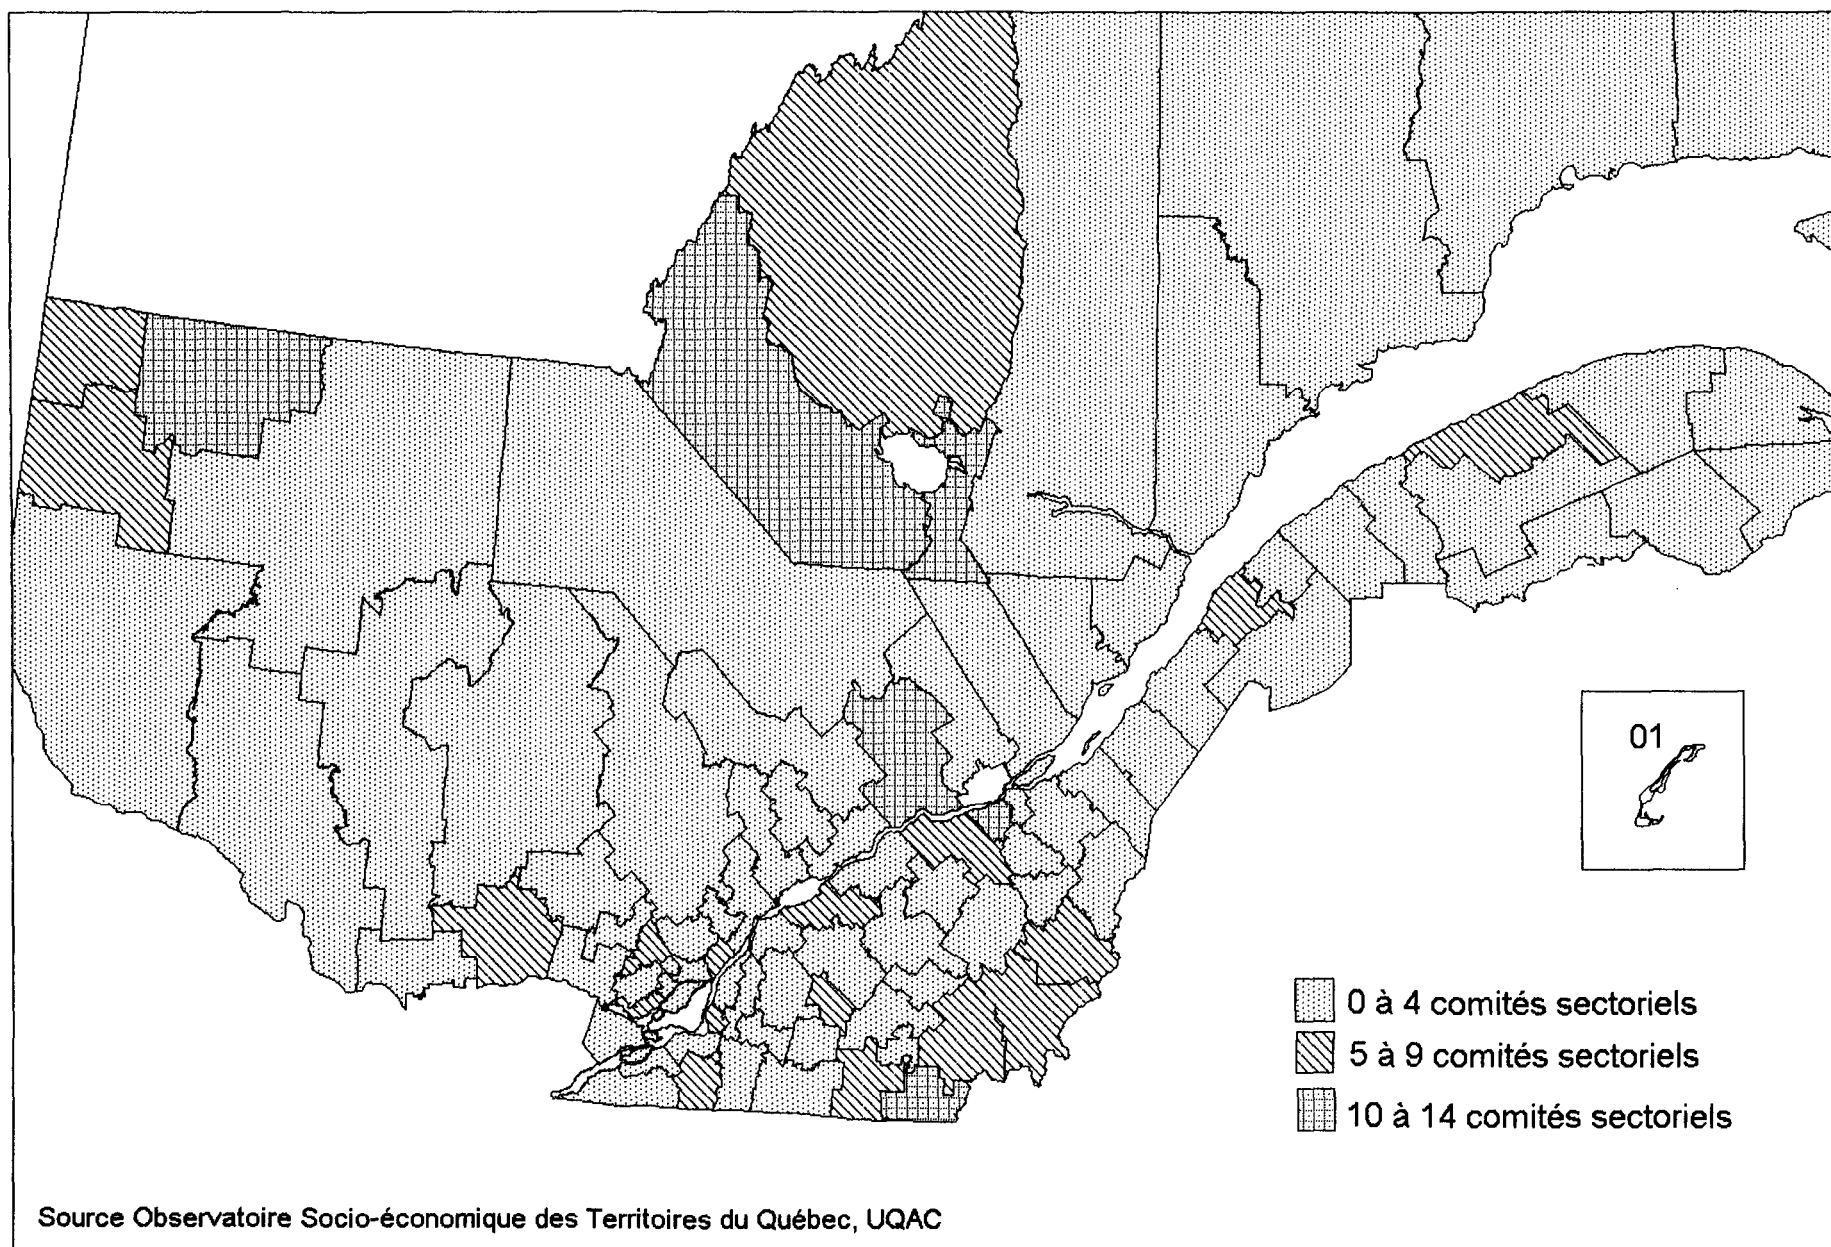 01
0 à 4 comités sectoriels
5 à 9 comités sectoriels
10 à 14 comités sectoriels
Source Observatoire Socio-économique des Territoires du Québec, UQAC